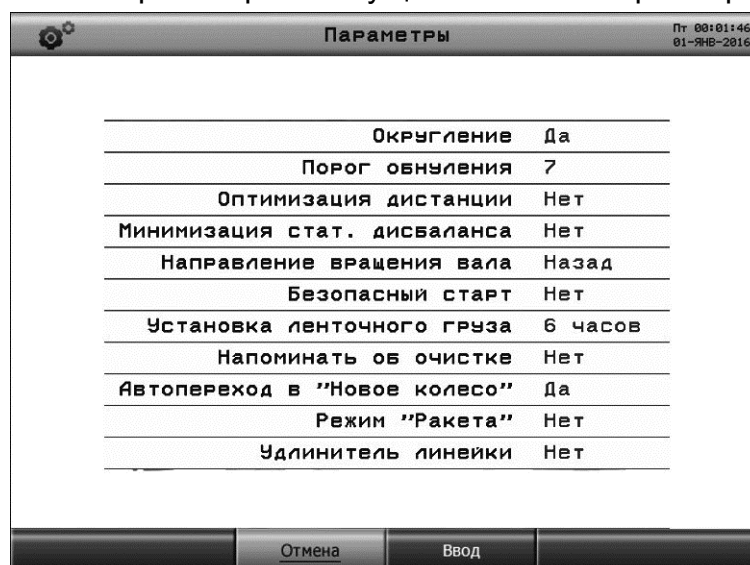 Параметры
Пт 00:01:46
01-ЯНВ-2016
Округление Да
Порог обнуления 7
Оптимизация дистанции Нет
Минимизация стат. дисбаланса Нет
Направление вращения вала Назад
Безопасный старт Нет
Установка ленточного груза 6 часов
Напоминать об очистке Нет
Автопереход в "Новое колесо" Да
Режим "Ракета" Нет
Удлинитель линейки Нет
Отмена Ввод